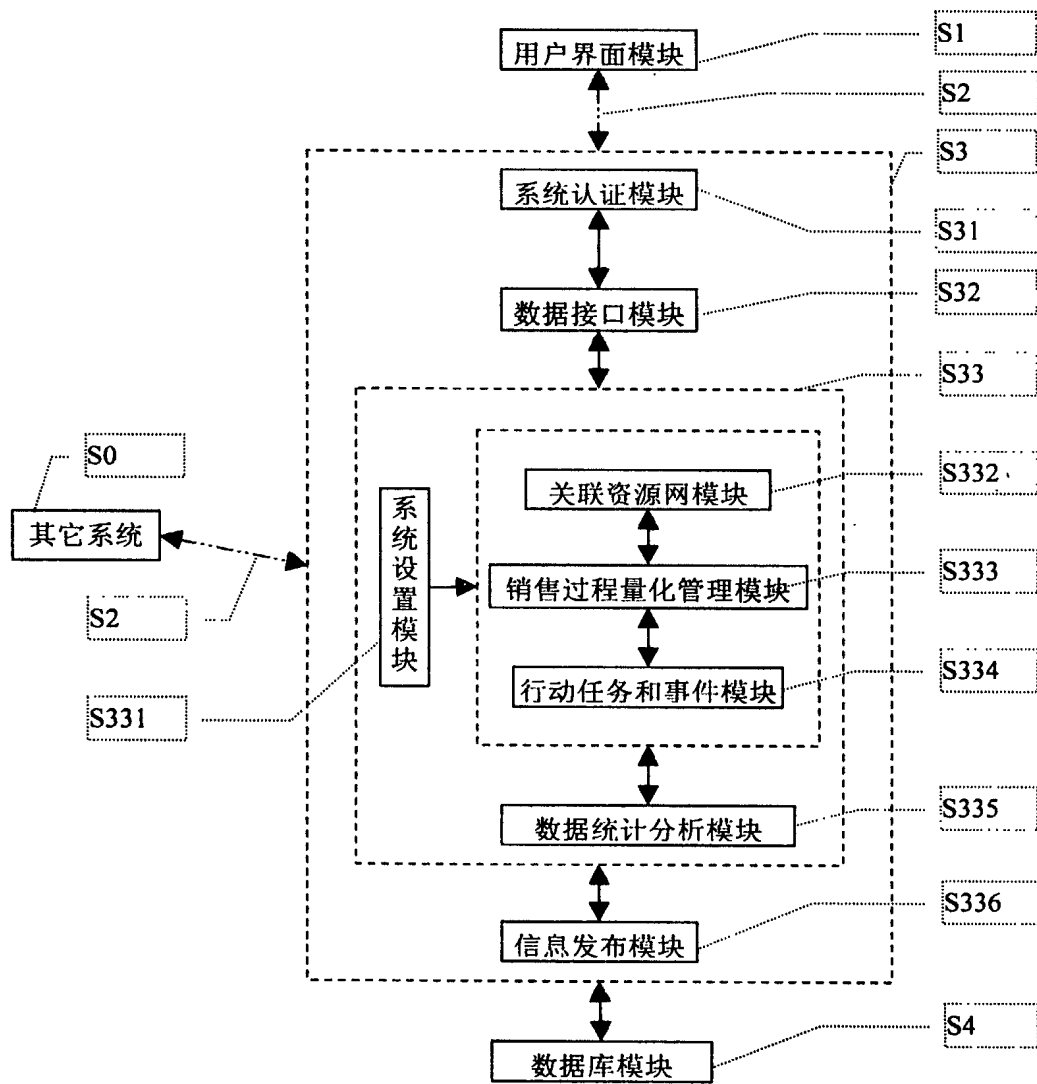 用户界面模块
S1
S2
S3
系统认证模块
S31
数据接口模块
S32
S33
S0
其它系统
S2
S331
系统设置模块
关联资源网模块
S332
销售过程量化管理模块
S333
行动任务和事件模块
S334
数据统计分析模块
S335
信息发布模块
S336
数据库模块
S4